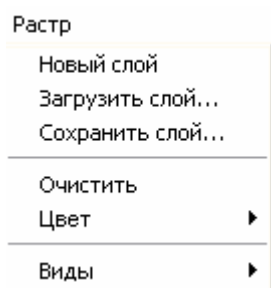 Растр
Новый слой
Загрузить слой...
Сохранить слой...
Очистить
Цвет
Виды